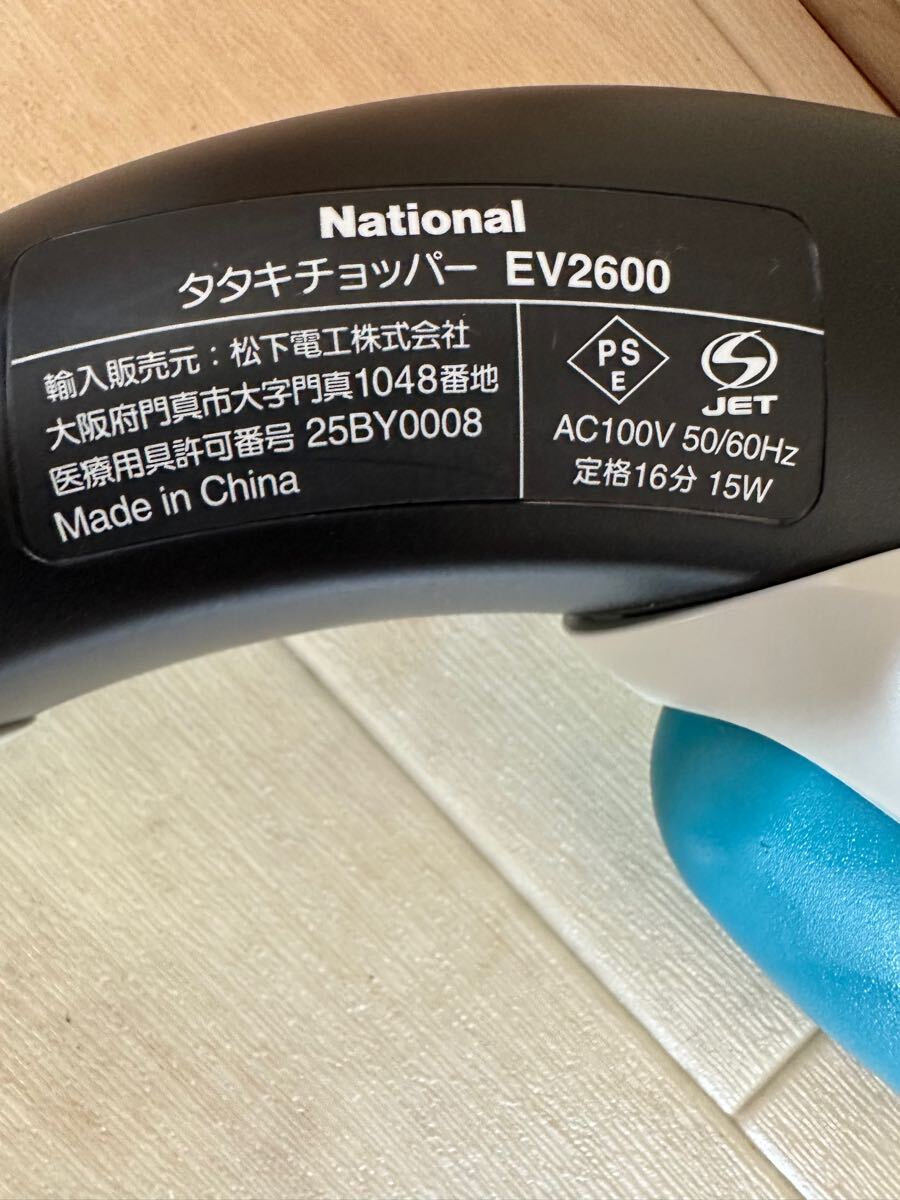 National
タタキチョッパー EV2600
輸入販売元：松下電工株式会社
大阪府門真市大字門真1048番地
医療用具許可番号 25BY0008
Made in China
PS
E
JET
AC100V 50/60Hz
定格16分 15W